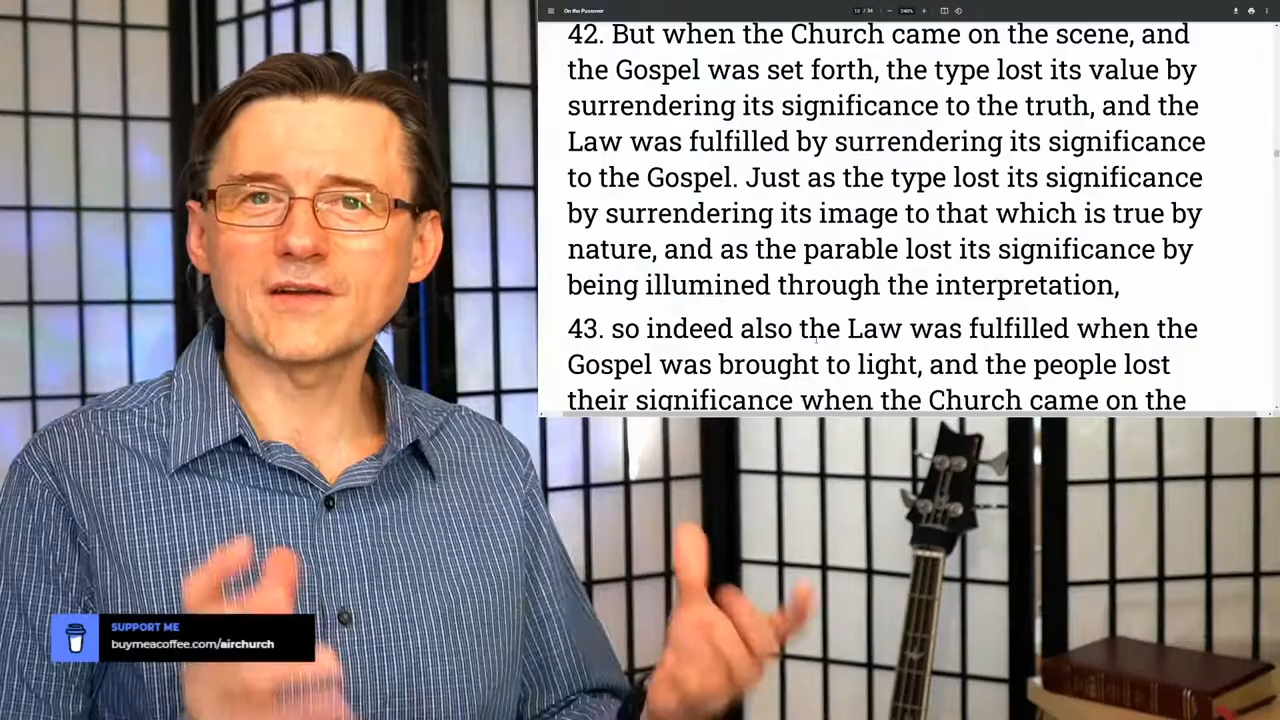 On the Passover
12 / 34
140%
42. But when the Church came on the scene, and
the Gospel was set forth, the type lost its value by
surrendering its significance to the truth, and the
Law was fulfilled by surrendering its significance
to the Gospel. Just as the type lost its significance
by surrendering its image to that which is true by
nature, and as the parable lost its significance by
being illumined through the interpretation,
43. so indeed also the Law was fulfilled when the
Gospel was brought to light, and the people lost
their significance when the Church came on the
SUPPORT ME
buymeacoffee.com/airchurch